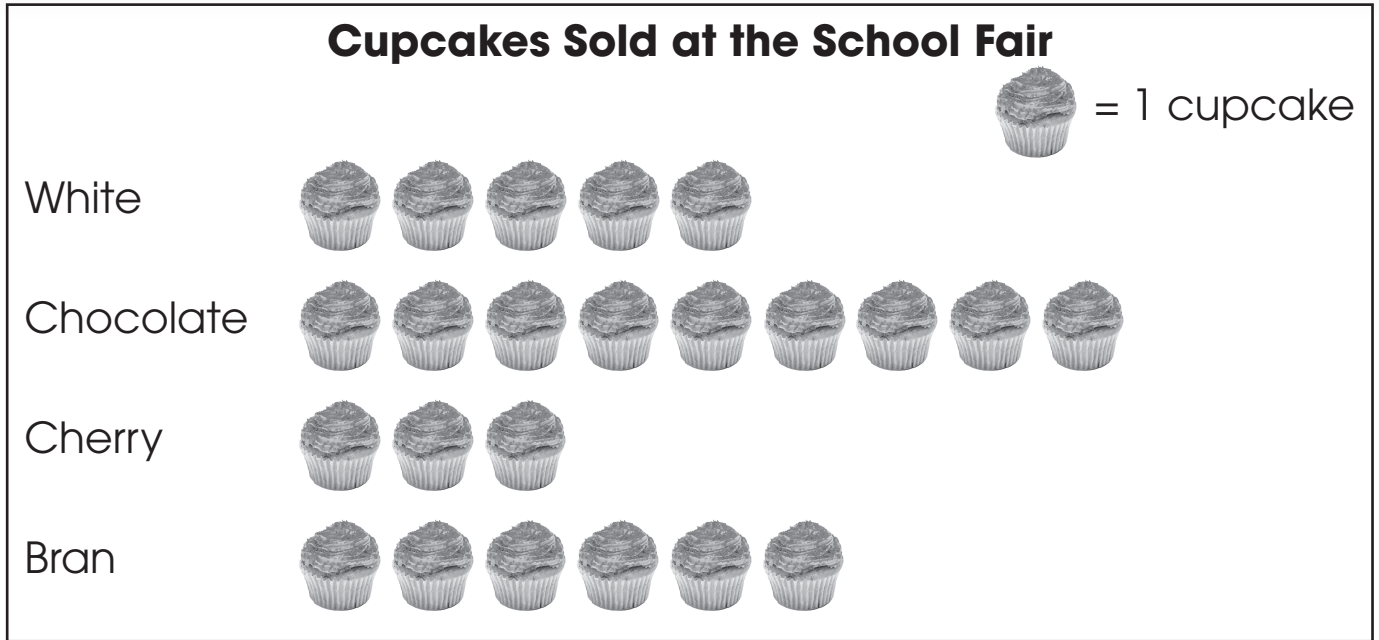 Cupcakes Sold at the School Fair
= 1 cupcake
White
Chocolate
Cherry
Bran